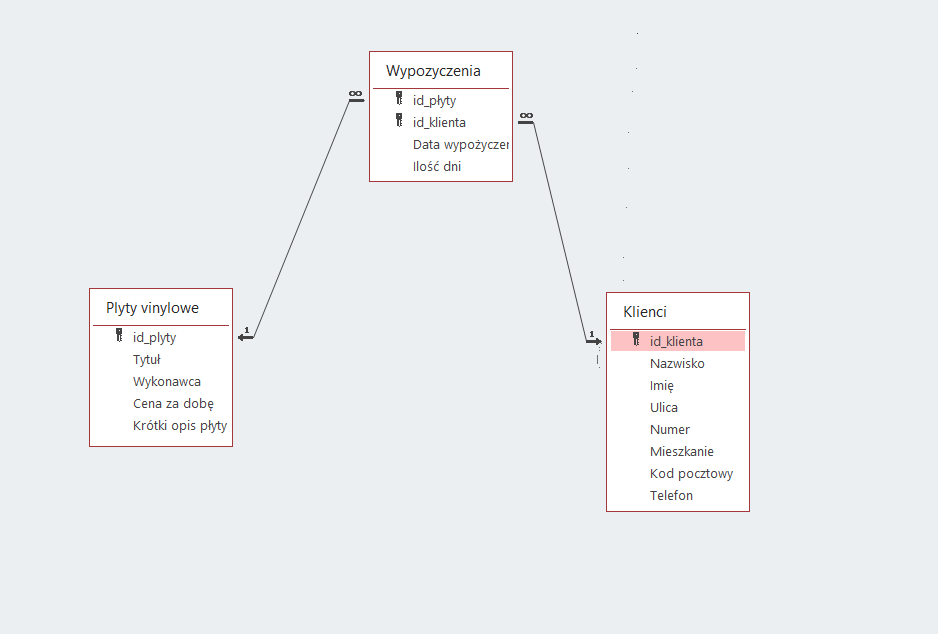 Wypozyczenia
∞
id_płyty
id_klienta
∞
Data wypożyczer
Ilość dni
Plyty vinylowe
1
id_plyty
Tytuł
Wykonawca
Cena za dobę
Krótki opis płyty
Klienci
1
id_klienta
Nazwisko
Imię
Ulica
Numer
Mieszkanie
Kod pocztowy
Telefon